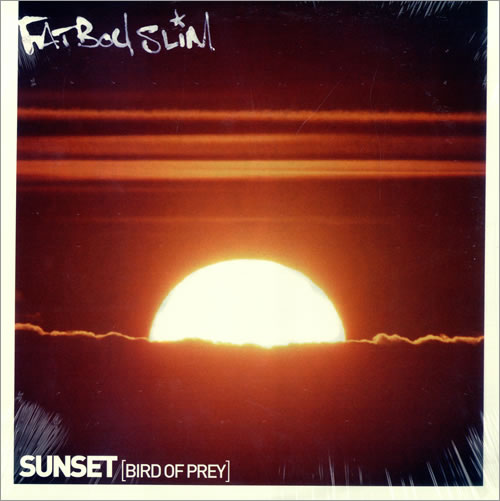 FATBOY SLIM
SUNSET [BIRD OF PREY]